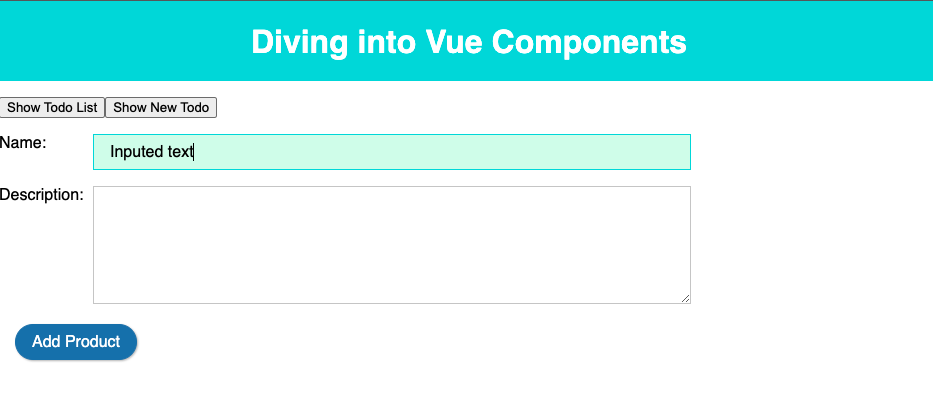 Diving into Vue Components
Show Todo List Show New Todo
Name: Inputed text
Description:
Add Product